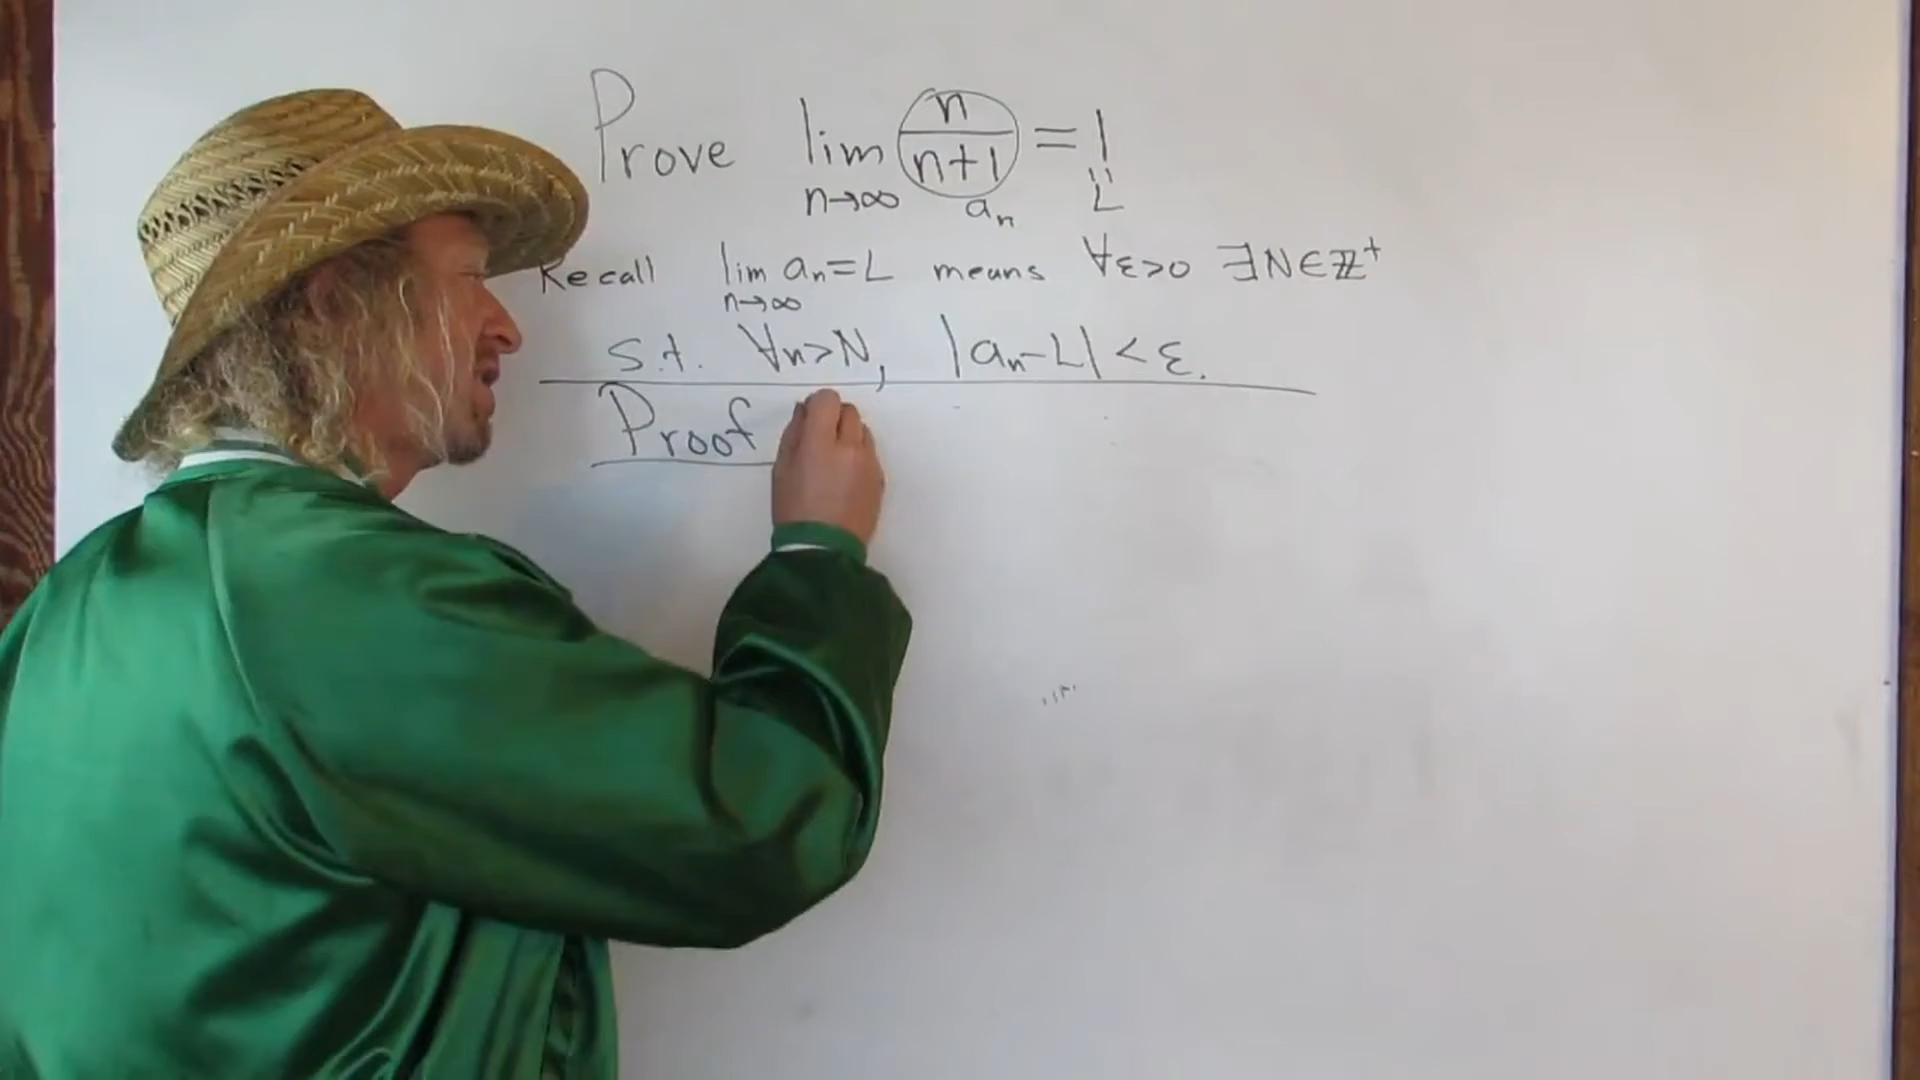 Prove lim n→∞ n/n+1 = 1
aₙ = L
Recall lim n→∞ aₙ=L means ∀ε>0 ∃N∈ℤ⁺
s.t. ∀n>N, |aₙ-L|<ε.
Proof